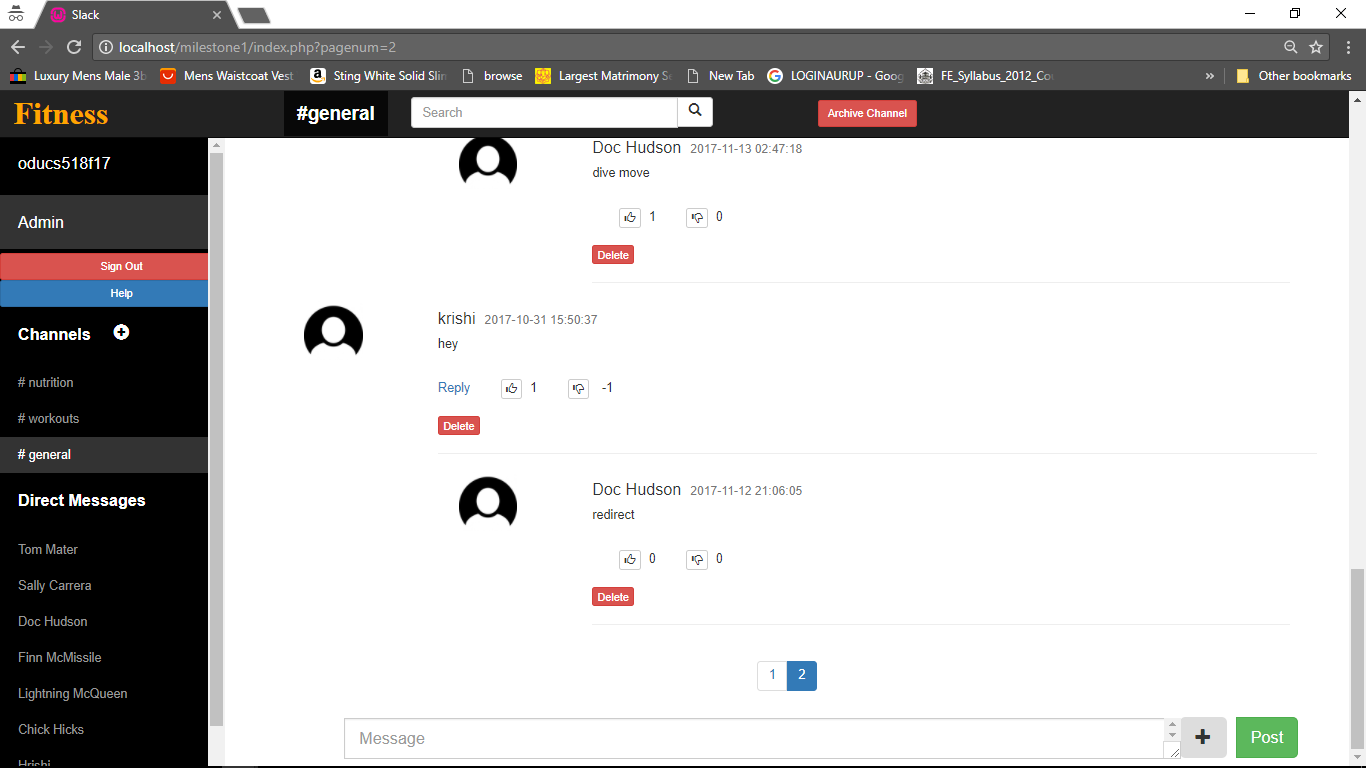 Slack
localhost/milestone1/index.php?pagenum=2
Luxury Mens Male 3b
Mens Waistcoat Vest
Sting White Solid Slim
browse
Largest Matrimony
New Tab
LOGINAURUP - Goog
FE_Syllabus_2012_Cou
»
Other bookmarks
Fitness
#general
Search
Archive Channel
oducs518f17
Admin
Sign Out
Help
Channels
# nutrition
# workouts
# general
Direct Messages
Tom Mater
Sally Carrera
Doc Hudson
Finn McMissile
Lightning McQueen
Chick Hicks
Hrishi
Doc Hudson 2017-11-13 02:47:18
dive move
1 0
Delete
krishi 2017-10-31 15:50:37
hey
Reply 1 -1
Delete
Doc Hudson 2017-11-12 21:06:05
redirect
0 0
Delete
1 2
Message
+
Post